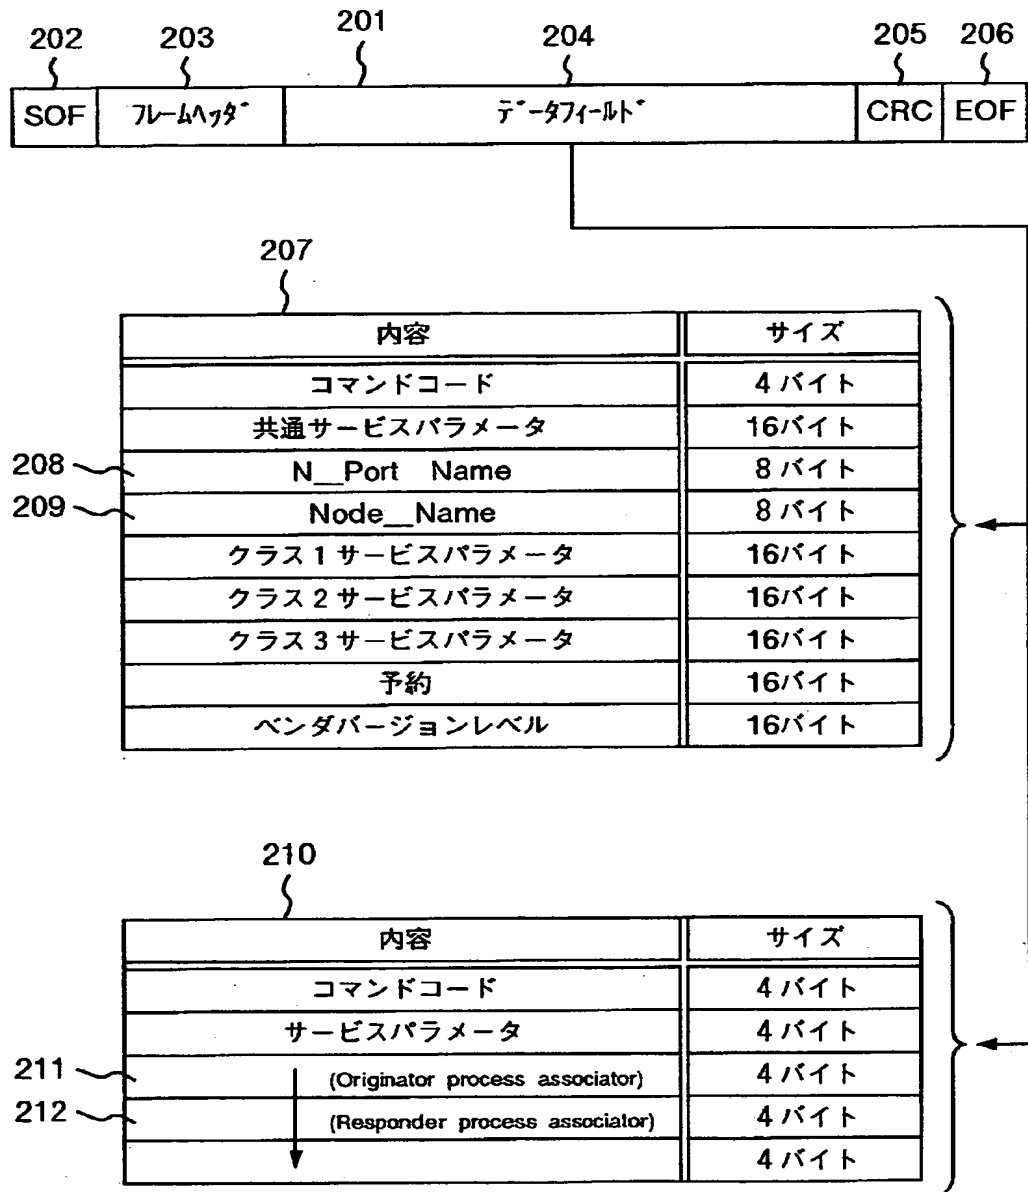 202 203 201 204 205 206
SOF フレームヘッダ データフィールド CRC EOF
207
内容 サイズ
コマンドコード 4バイト
共通サービスパラメータ 16バイト
208 N__Port Name 8バイト
209 Node__Name 8バイト
クラス1サービスパラメータ 16バイト
クラス2サービスパラメータ 16バイト
クラス3サービスパラメータ 16バイト
予約 16バイト
ベンダバージョンレベル 16バイト
210
内容 サイズ
コマンドコード 4バイト
サービスパラメータ 4バイト
211 (Originator process associator) 4バイト
212 (Responder process associator) 4バイト
4バイト